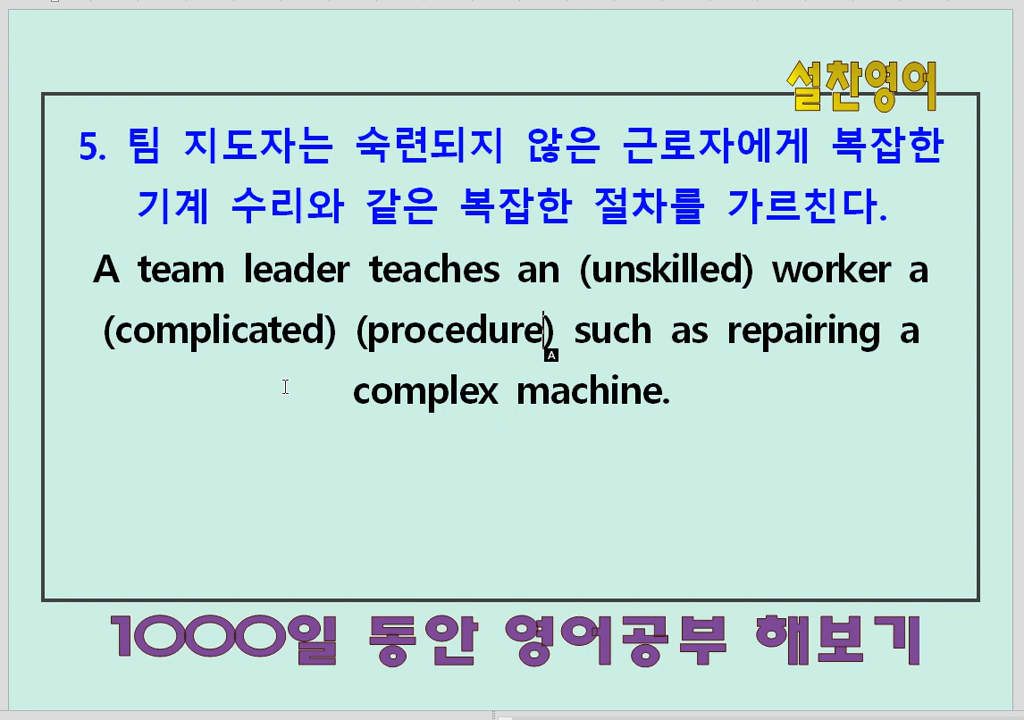 설찬영어
5. 팀 지도자는 숙련되지 않은 근로자에게 복잡한
기계 수리와 같은 복잡한 절차를 가르친다.
A team leader teaches an (unskilled) worker a
(complicated) (procedure) such as repairing a
A
complex machine.
1000일 동안 영어공부 해보기